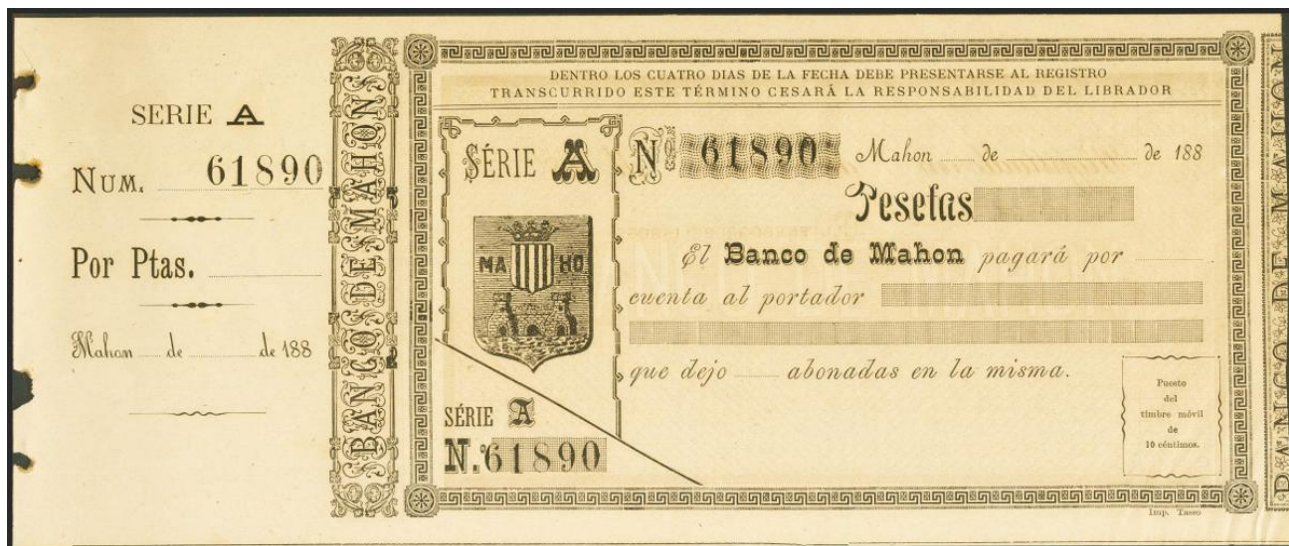 SERIE A
NUM. 61890
Por Ptas.
Mahon de de 188
BANCO DE MAHON
DENTRO LOS CUATRO DIAS DE LA FECHA DEBE PRESENTARSE AL REGISTRO
TRANSCURRIDO ESTE TÉRMINO CESARÁ LA RESPONSABILIDAD DEL LIBRADOR
SÉRIE A
MA HO
SÉRIE A
N.º 61890
Nº 61890 Mahon de de 188
Pesetas
El Banco de Mahon pagará por
cuenta al portador
que dejo abonadas en la misma.
Puesto
del
timbre móvil
de
10 céntimos.
Imp. Tasso
BANCO DE MAHON